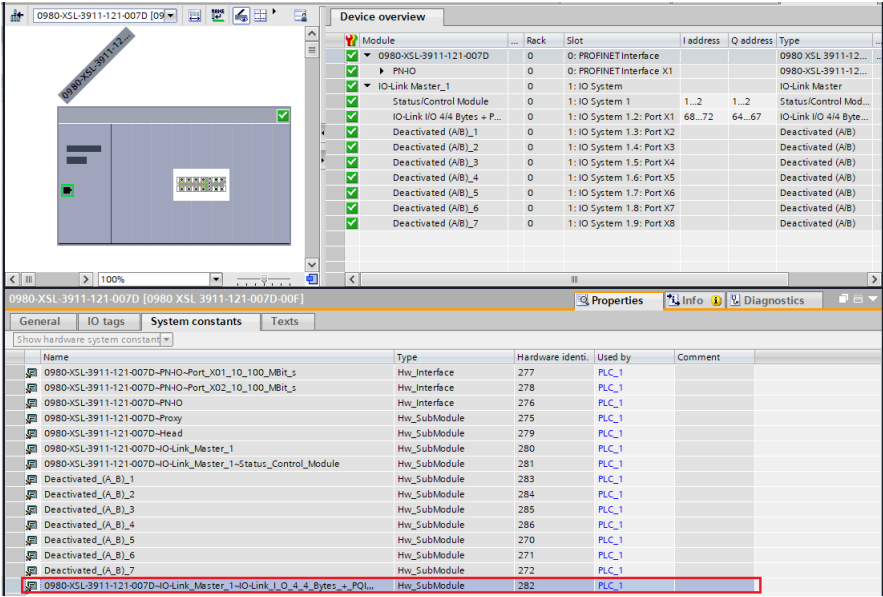 0980-XSL-3911-121-007D [09
Device overview
0980-XSL-3911-12...
Module ... Rack Slot I address Q address Type ...
0980-XSL-3911-121-007D 0 0: PROFINET Interface 0980 XSL 3911-12... ...
PN-IO 0 0: PROFINET Interface X1 0980-XSL-3911-12...
IO-Link Master_1 0 1: IO System IO-Link Master
Status/Control Module 0 1: IO System 1 1...2 1...2 Status/Control Mod...
IO-Link I/O 4/4 Bytes + P... 0 1: IO System 1.2: Port X1 68...72 64...67 IO-Link I/O 4/4 Byte...
Deactivated (A/B)_1 0 1: IO System 1.3: Port X2 Deactivated (A/B)
Deactivated (A/B)_2 0 1: IO System 1.4: Port X3 Deactivated (A/B)
Deactivated (A/B)_3 0 1: IO System 1.5: Port X4 Deactivated (A/B)
Deactivated (A/B)_4 0 1: IO System 1.6: Port X5 Deactivated (A/B)
Deactivated (A/B)_5 0 1: IO System 1.7: Port X6 Deactivated (A/B)
Deactivated (A/B)_6 0 1: IO System 1.8: Port X7 Deactivated (A/B)
Deactivated (A/B)_7 0 1: IO System 1.9: Port X8 Deactivated (A/B)
100%
0980-XSL-3911-121-007D [0980 XSL 3911-121-007D-00F]
Properties Info Diagnostics
General IO tags System constants Texts
Show hardware system constant
Name Type Hardware identi. Used by Comment
0980-XSL-3911-121-007D~PN-IO~Port_X01_10_100_MBit_s Hw_Interface 277 PLC_1
0980-XSL-3911-121-007D~PN-IO~Port_X02_10_100_MBit_s Hw_Interface 278 PLC_1
0980-XSL-3911-121-007D~PN-IO Hw_Interface 276 PLC_1
0980-XSL-3911-121-007D~Proxy Hw_SubModule 275 PLC_1
0980-XSL-3911-121-007D~Head Hw_SubModule 279 PLC_1
0980-XSL-3911-121-007D~IO-Link_Master_1 Hw_SubModule 280 PLC_1
0980-XSL-3911-121-007D~IO-Link_Master_1~Status_Control_Module Hw_SubModule 281 PLC_1
Deactivated_(A_B)_1 Hw_SubModule 283 PLC_1
Deactivated_(A_B)_2 Hw_SubModule 284 PLC_1
Deactivated_(A_B)_3 Hw_SubModule 285 PLC_1
Deactivated_(A_B)_4 Hw_SubModule 286 PLC_1
Deactivated_(A_B)_5 Hw_SubModule 270 PLC_1
Deactivated_(A_B)_6 Hw_SubModule 271 PLC_1
Deactivated_(A_B)_7 Hw_SubModule 272 PLC_1
0980-XSL-3911-121-007D~IO-Link_Master_1~IO-Link_I_O_4_4_Bytes_+_PQI,,, Hw_SubModule 282 PLC_1